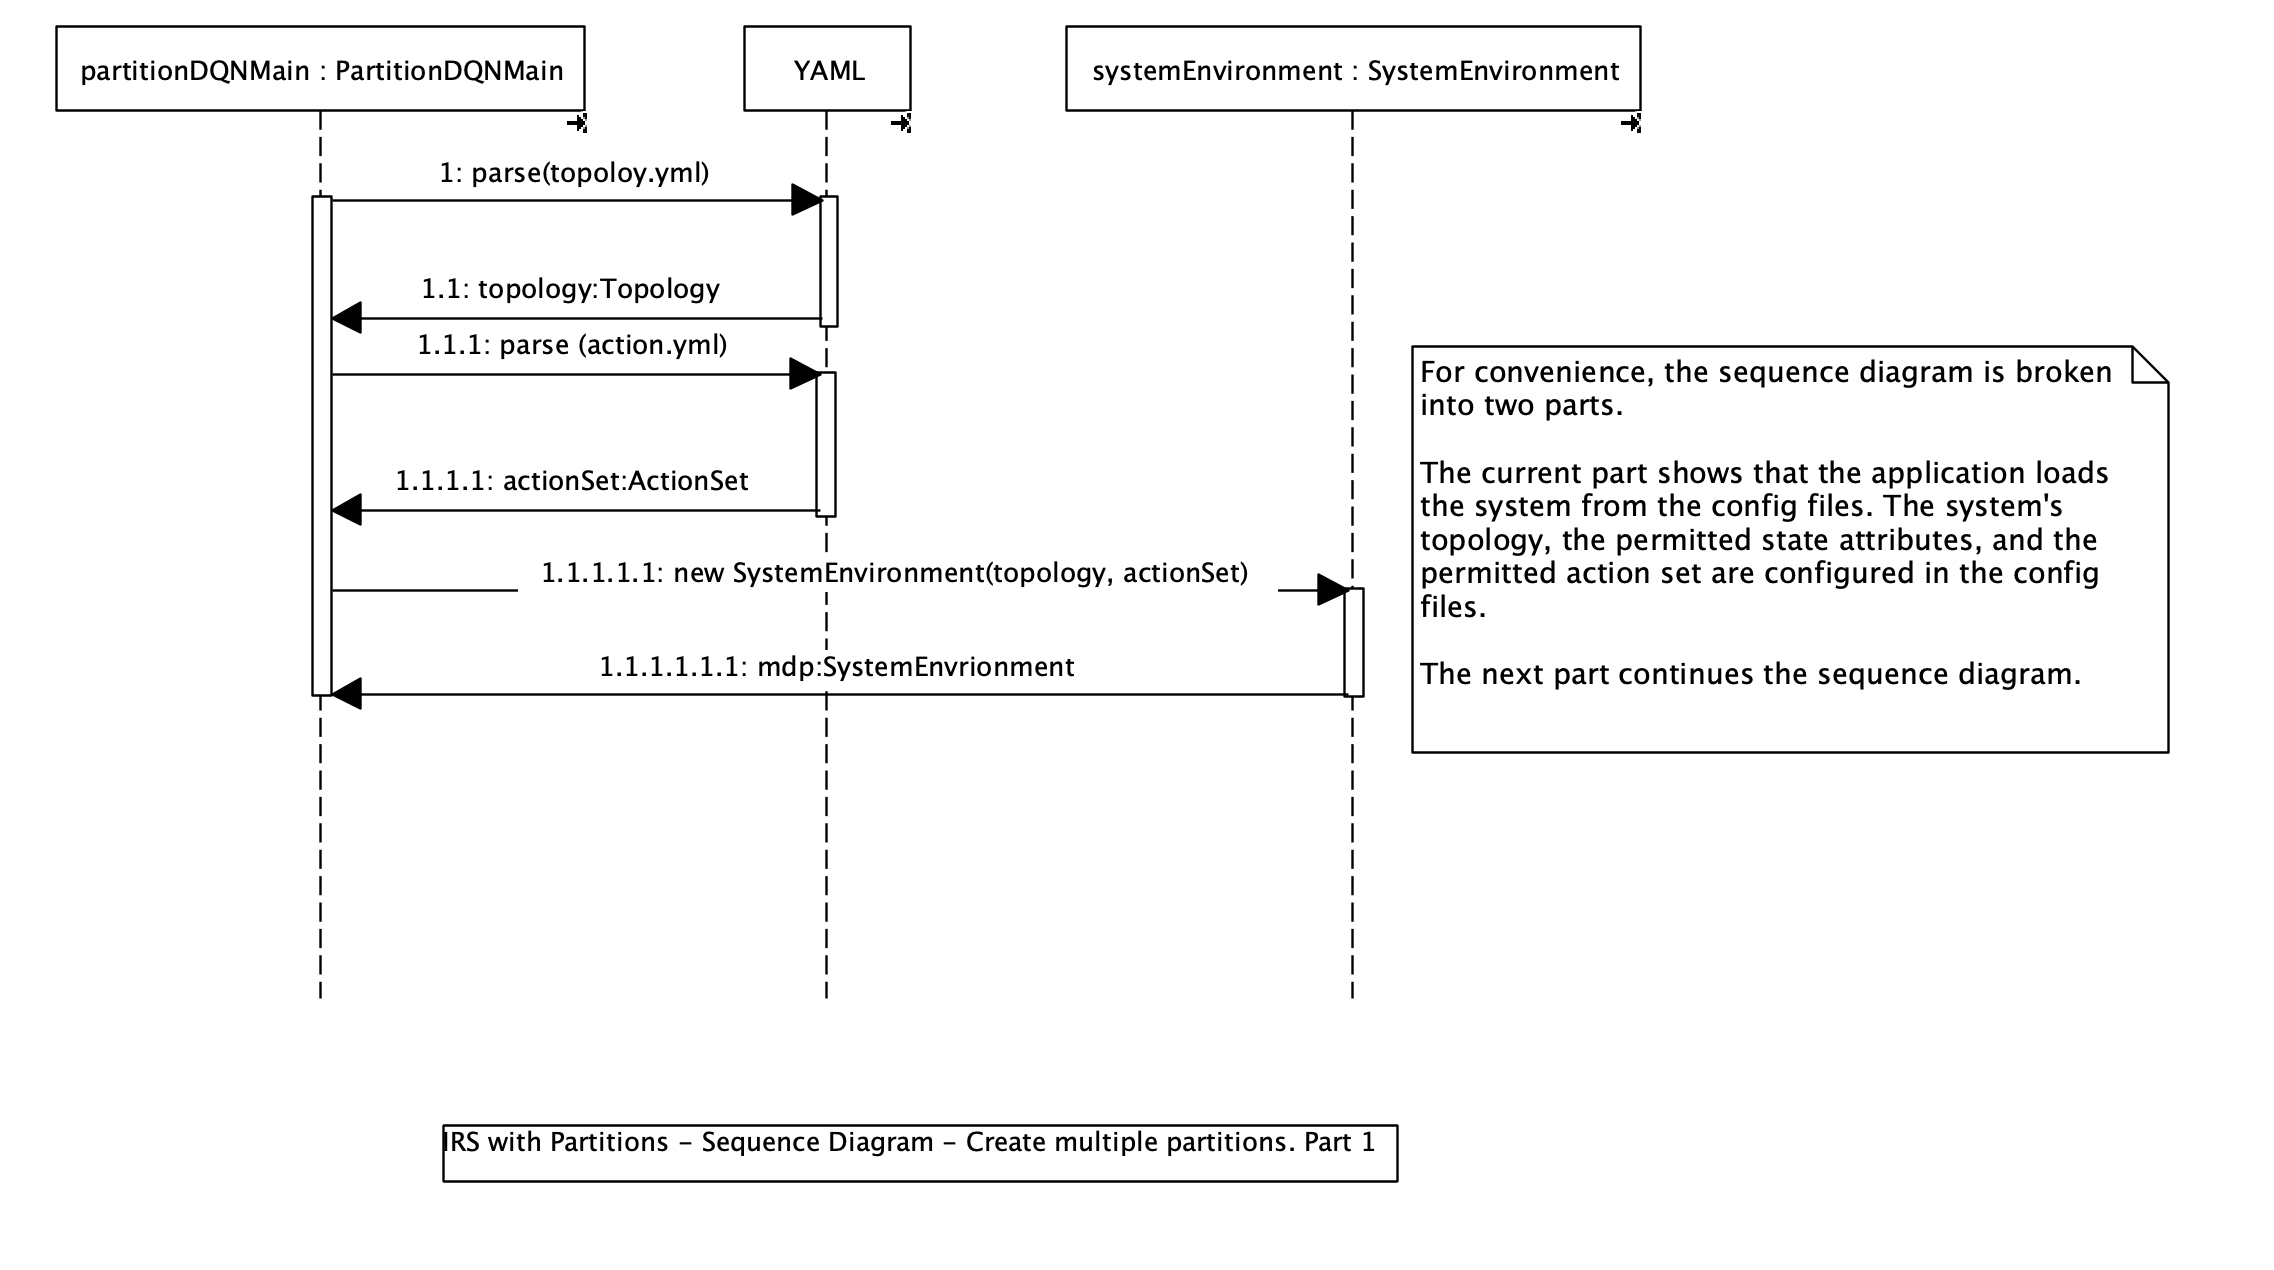 partitionDQNMain : PartitionDQNMain
YAML
systemEnvironment : SystemEnvironment
1: parse(topoloy.yml)
1.1: topology:Topology
1.1.1: parse (action.yml)
1.1.1.1: actionSet:ActionSet
1.1.1.1.1: new SystemEnvironment(topology, actionSet)
1.1.1.1.1.1: mdp:SystemEnvrionment
For convenience, the sequence diagram is broken
into two parts.
The current part shows that the application loads
the system from the config files. The system's
topology, the permitted state attributes, and the
permitted action set are configured in the config
files.
The next part continues the sequence diagram.
IRS with Partitions – Sequence Diagram – Create multiple partitions. Part 1